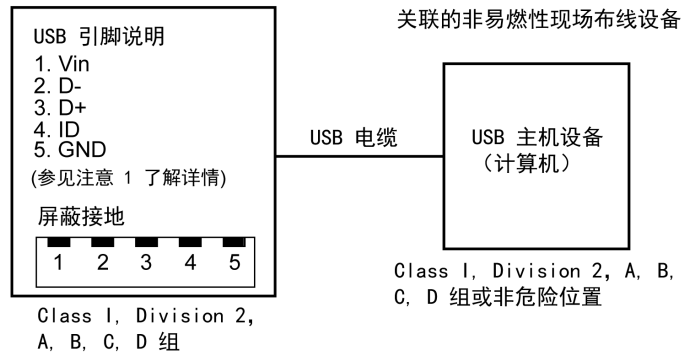 USB 引脚说明
1. Vin
2. D-
3. D+
4. ID
5. GND
(参见注意 1 了解详情)
屏蔽接地
1 2 3 4 5
Class I, Division 2,
A, B, C, D 组
USB 电缆
关联的非易燃性现场布线设备
USB 主机设备
（计算机）
Class I, Division 2, A, B,
C, D 组或非危险位置